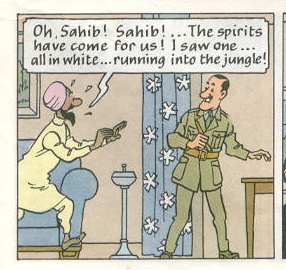 Oh, Sahib! Sahib!...The spirits
have come for us! I saw one...
all in white...running into the jungle!